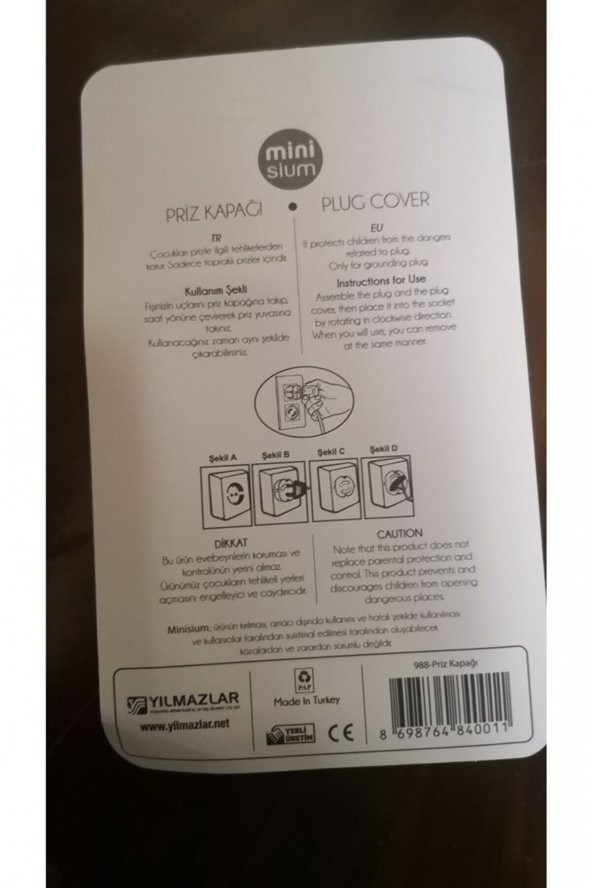 mini
sium
PRİZ KAPAĞI • PLUG COVER
TR
Çocukları prizle ilgili tehlikelerden
korur. Sadece topraklı prizler içindir.
Kullanım Şekli
Fişinizin uçlarını priz kapağına takıp,
saat yönüne çevirerek priz yuvasına
takınız.
Kullanacağınız zaman aynı şekilde
çıkarabilirsiniz.
EU
It protects children from the dangers
related to plug.
Only for grounding plug.
Instructions for Use
Assemble the plug and the plug
cover, then place it into the socket
by rotating in clockwise direction.
When you will use, you can remove
at the same manner.
Şekil A Şekil B Şekil C Şekil D
DİKKAT
Bu ürün evebeynlerin koruması ve
kontrolünün yerini almaz.
Ürünümüz çocukların tehlikeli yerleri
açmasını engelleyici ve caydırıcıdır.
CAUTION
Note that this product does not
replace parental protection and
control. This product prevents and
discourages children from opening
dangerous places.
Minisium, ürünün kırılması, amacı dışında kullanımı ve hatalı şekilde kullanılması
ve kullanıcılar tarafından suistimal edilmesi tarafından oluşabilecek
kazalardan ve zarardan sorumlu değildir.
YILMAZLAR
www.yilmazlar.net
PAP
Made In Turkey
YERLİ
ÜRETİM
CE
988-Priz Kapağı
8 698764 840011